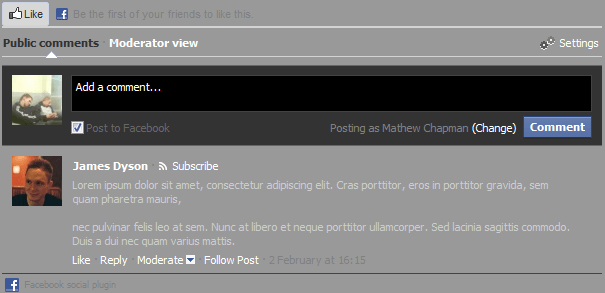 Like Be the first of your friends to like this.
Public comments · Moderator view Settings
Add a comment...
Post to Facebook Posting as Mathew Chapman (Change) Comment
James Dyson · Subscribe
Lorem ipsum dolor sit amet, consectetur adipiscing elit. Cras porttitor, eros in porttitor gravida, sem
quam pharetra mauris,
nec pulvinar felis leo at sem. Nunc at libero et neque porttitor ullamcorper. Sed lacinia sagittis commodo.
Duis a dui nec quam varius mattis.
Like · Reply · Moderate · Follow Post · 2 February at 16:15
Facebook social plugin